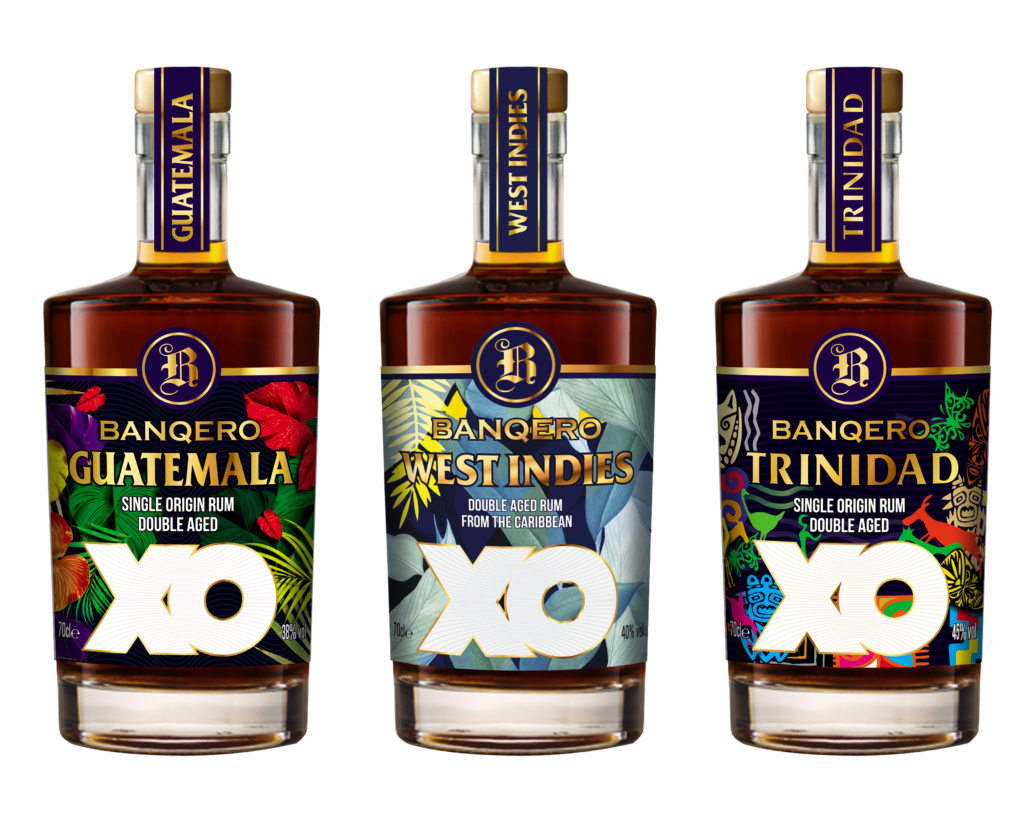 GUATEMALA
B
BANQERO
GUATEMALA
SINGLE ORIGIN RUM
DOUBLE AGED
XO
70cl e
38% vol
WEST INDIES
B
BANQERO
WEST INDIES
DOUBLE AGED RUM
FROM THE CARIBBEAN
XO
70cl e
40% vol
TRINIDAD
B
BANQERO
TRINIDAD
SINGLE ORIGIN RUM
DOUBLE AGED
XO
70cl e
45% vol